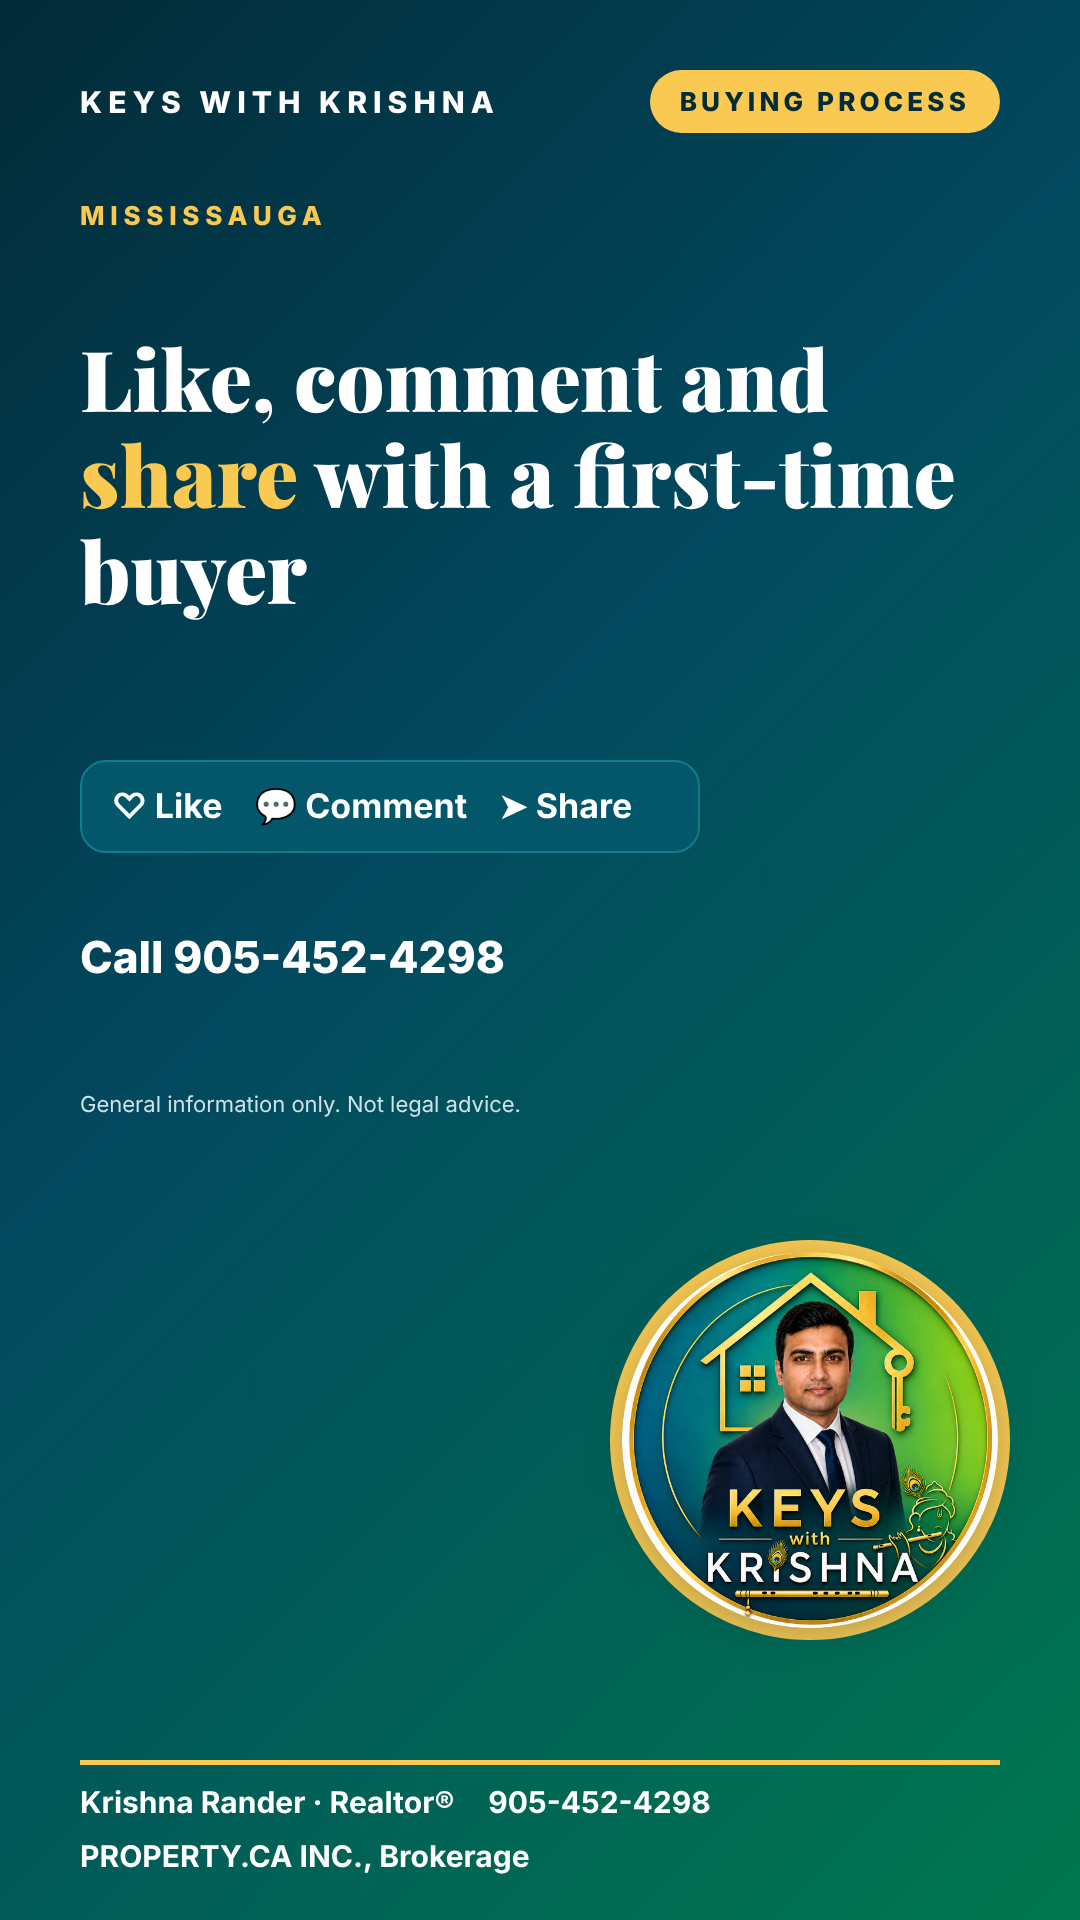 KEYS WITH KRISHNA
BUYING PROCESS
MISSISSAUGA
Like, comment and
share with a first-time
buyer
♡ Like 💬 Comment ➤ Share
Call 905-452-4298
General information only. Not legal advice.
KEYS
with
KRISHNA
Krishna Rander · Realtor® 905-452-4298
PROPERTY.CA INC., Brokerage